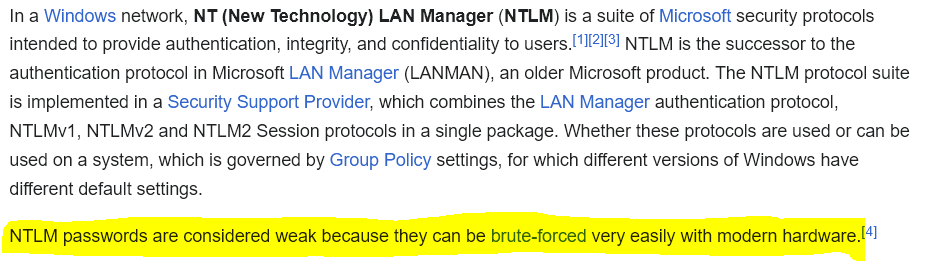 In a Windows network, NT (New Technology) LAN Manager (NTLM) is a suite of Microsoft security protocols
intended to provide authentication, integrity, and confidentiality to users.[1][2][3] NTLM is the successor to the
authentication protocol in Microsoft LAN Manager (LANMAN), an older Microsoft product. The NTLM protocol suite
is implemented in a Security Support Provider, which combines the LAN Manager authentication protocol,
NTLMv1, NTLMv2 and NTLM2 Session protocols in a single package. Whether these protocols are used or can be
used on a system, which is governed by Group Policy settings, for which different versions of Windows have
different default settings.
NTLM passwords are considered weak because they can be brute-forced very easily with modern hardware.[4]